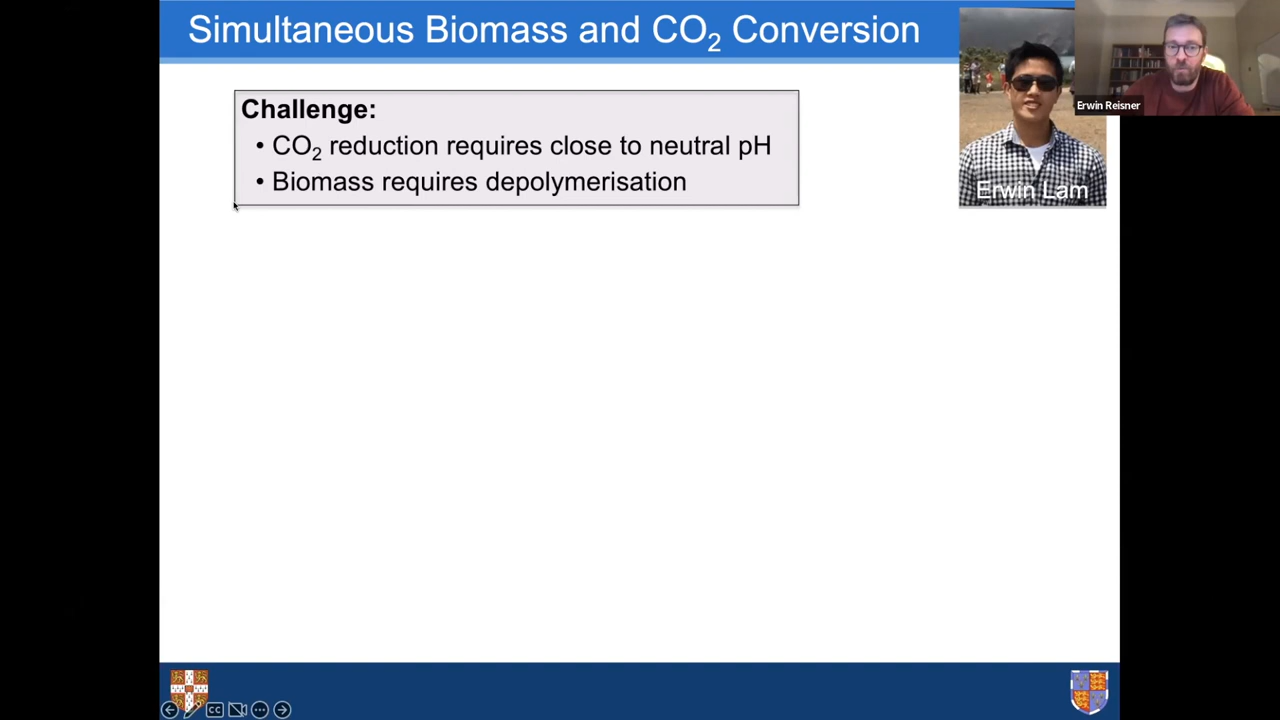 Simultaneous Biomass and CO₂ Conversion
Challenge:
• CO₂ reduction requires close to neutral pH
• Biomass requires depolymerisation
Erwin Lam
Erwin Reisner
CC